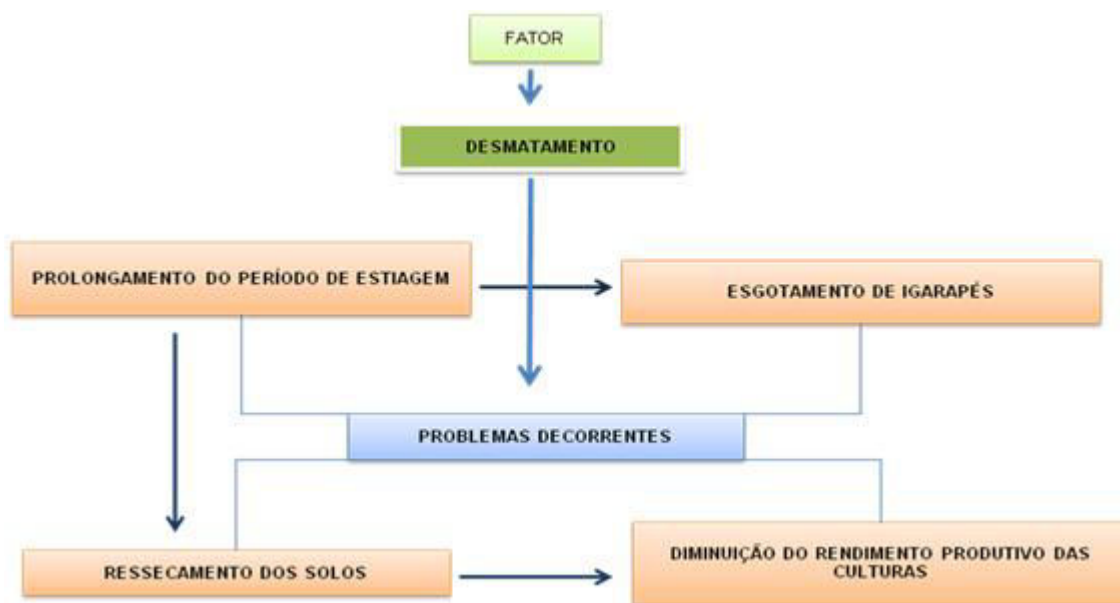 FATOR
DESMATAMENTO
PROLONGAMENTO DO PERÍODO DE ESTIAGEM
ESGOTAMENTO DE IGARAPÉS
PROBLEMAS DECORRENTES
RESSECAMENTO DOS SOLOS
DIMINUIÇÃO DO RENDIMENTO PRODUTIVO DAS
CULTURAS